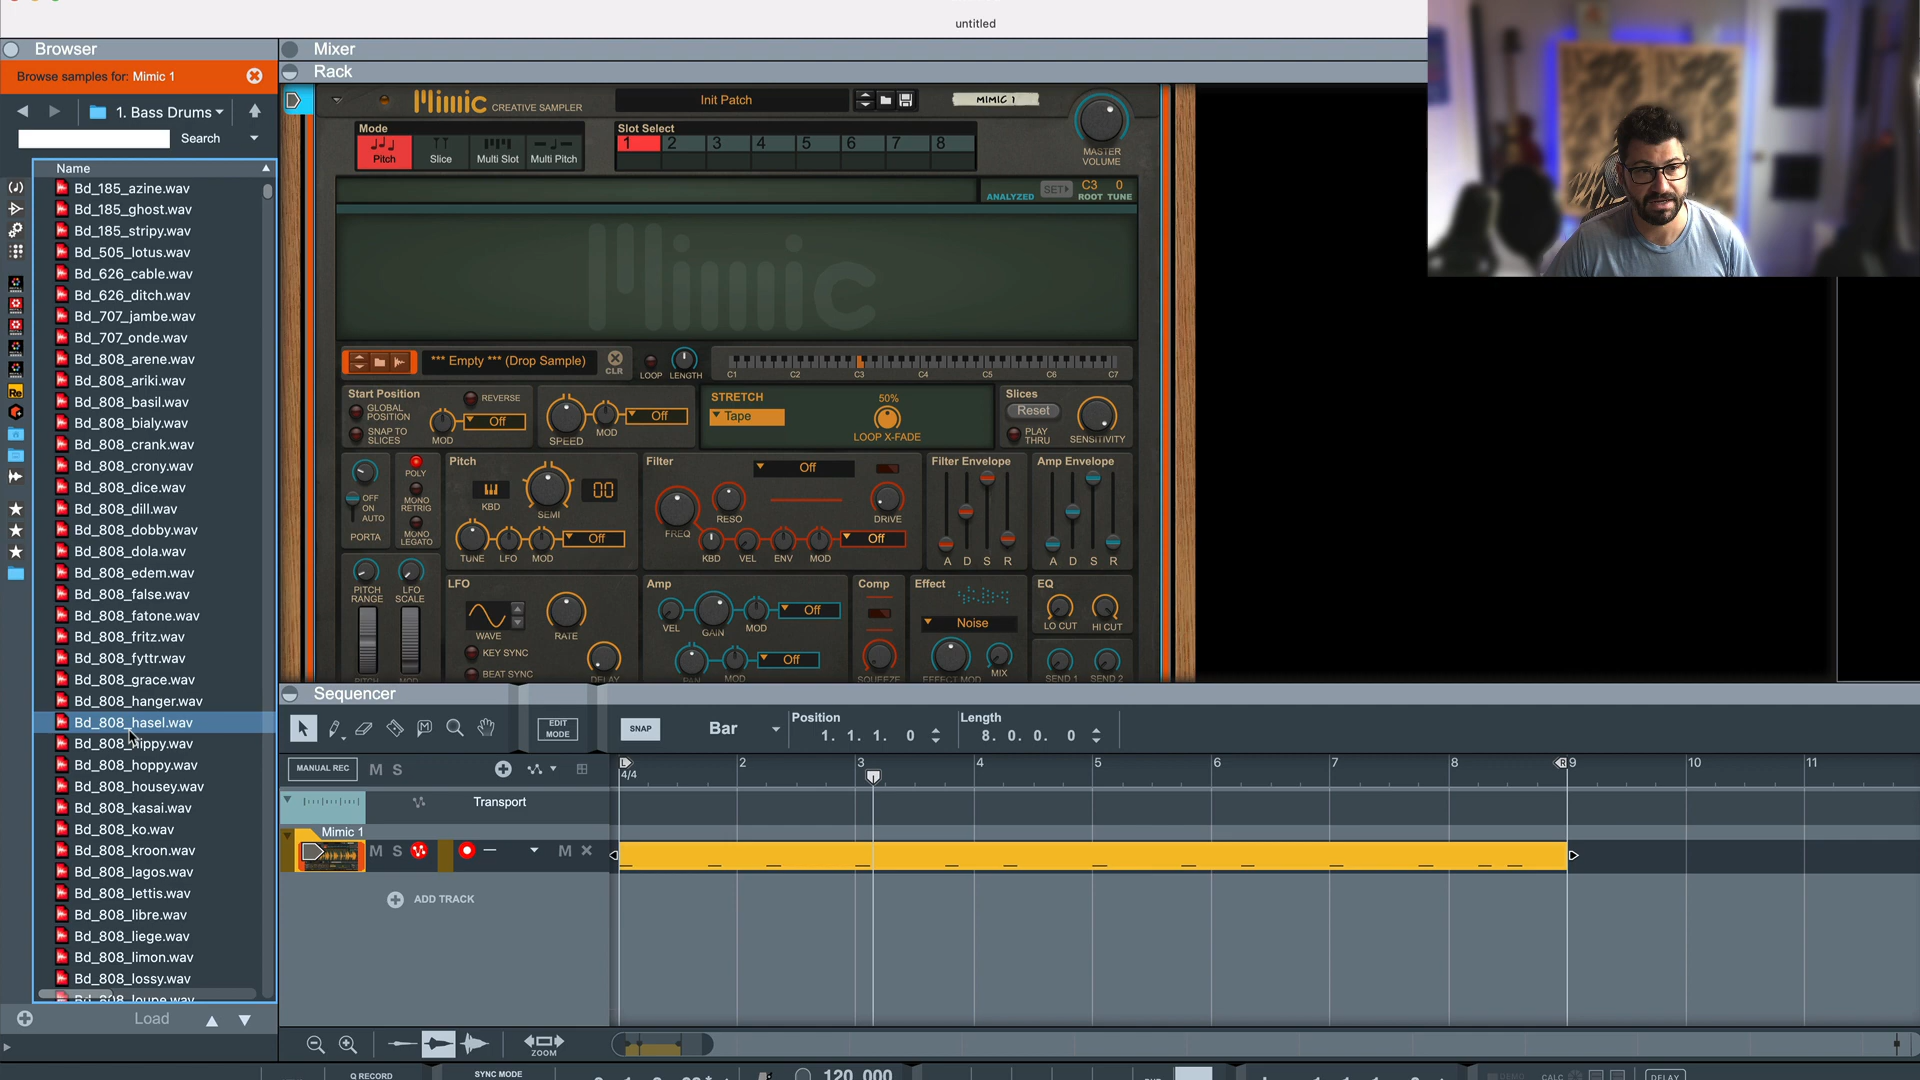 untitled
Browser
Browse samples for: Mimic 1
1. Bass Drums
Search
Name
Bd_185_azine.wav
Bd_185_ghost.wav
Bd_185_stripy.wav
Bd_505_lotus.wav
Bd_626_cable.wav
Bd_626_ditch.wav
Bd_707_jambe.wav
Bd_707_onde.wav
Bd_808_arene.wav
Bd_808_ariki.wav
Bd_808_basil.wav
Bd_808_bialy.wav
Bd_808_crank.wav
Bd_808_crony.wav
Bd_808_dice.wav
Bd_808_dill.wav
Bd_808_dobby.wav
Bd_808_dola.wav
Bd_808_edem.wav
Bd_808_false.wav
Bd_808_fatone.wav
Bd_808_fritz.wav
Bd_808_fyttr.wav
Bd_808_grace.wav
Bd_808_hanger.wav
Bd_808_hasel.wav
Bd_808_hippy.wav
Bd_808_hoppy.wav
Bd_808_housey.wav
Bd_808_kasai.wav
Bd_808_ko.wav
Bd_808_kroon.wav
Bd_808_lagos.wav
Bd_808_lettis.wav
Bd_808_libre.wav
Bd_808_liege.wav
Bd_808_limon.wav
Bd_808_lossy.wav
Bd_808_loupe.wav
Load
Mixer
Rack
Mimic CREATIVE SAMPLER
Init Patch
MIMIC 1
MASTER VOLUME
Mode
Pitch Slice Multi Slot Multi Pitch
Slot Select
1 2 3 4 5 6 7 8
ANALYZED SET C3 0
ROOT TUNE
Mimic
*** Empty *** (Drop Sample)
CLR LOOP LENGTH
C1 C2 C3 C4 C5 C6 C7
Start Position
REVERSE
GLOBAL POSITION
SNAP TO SLICES
MOD Off
SPEED MOD Off
STRETCH
Tape
50%
LOOP X-FADE
Slices
Reset
PLAY THRU
SENSITIVITY
OFF
ON
AUTO
PORTA
POLY
MONO RETRIG
MONO LEGATO
Pitch
KBD SEMI 00
TUNE LFO MOD Off
Filter
Off
FREQ RESO DRIVE
KBD VEL ENV MOD Off
Filter Envelope
A D S R
Amp Envelope
A D S R
PITCH RANGE
LFO SCALE
LFO
WAVE RATE
KEY SYNC
BEAT SYNC
DELAY
Amp
VEL GAIN MOD Off
PAN MOD Off
Comp
SQUEEZE
Effect
Noise
EFFECT MOD MIX
EQ
LO CUT HI CUT
SEND 1 SEND 2
Sequencer
EDIT MODE
SNAP
Bar
Position
1. 1. 1. 0
Length
8. 0. 0. 0
MANUAL REC M S
L 2 3 4 5 6 7 8 R 9 10 11
4/4
Transport
Mimic 1
M S M
ADD TRACK
ZOOM
Q RECORD
SYNC MODE
120.000
CALC
DELAY